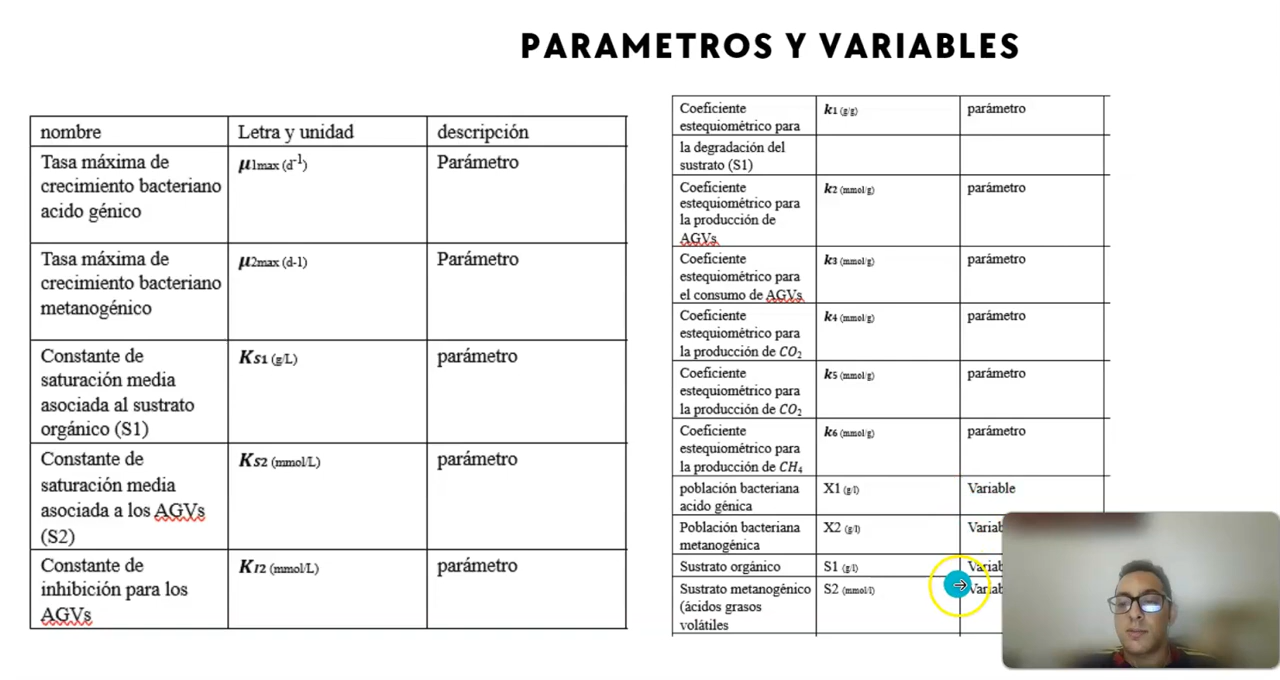 PARAMETROS Y VARIABLES
nombre Letra y unidad descripción
Tasa máxima de crecimiento bacteriano acido génico μ1max (d⁻¹) Parámetro
Tasa máxima de crecimiento bacteriano metanogénico μ2max (d-1) Parámetro
Constante de saturación media asociada al sustrato orgánico (S1) KS1 (g/L) parámetro
Constante de saturación media asociada a los AGVs (S2) KS2 (mmol/L) parámetro
Constante de inhibición para los AGVs KI2 (mmol/L) parámetro
Coeficiente estequiométrico para k1 (g/g) parámetro
la degradación del sustrato (S1)
Coeficiente estequiométrico para la producción de AGVs k2 (mmol/g) parámetro
Coeficiente estequiométrico para el consumo de AGVs k3 (mmol/g) parámetro
Coeficiente estequiométrico para la producción de CO₂ k4 (mmol/g) parámetro
Coeficiente estequiométrico para la producción de CO₂ k5 (mmol/g) parámetro
Coeficiente estequiométrico para la producción de CH₄ k6 (mmol/g) parámetro
población bacteriana acido génica X1 (g/l) Variable
Población bacteriana metanogénica X2 (g/l) Variab
Sustrato orgánico S1 (g/l) Variab
Sustrato metanogénico (ácidos grasos volátiles S2 (mmol/l) Variab